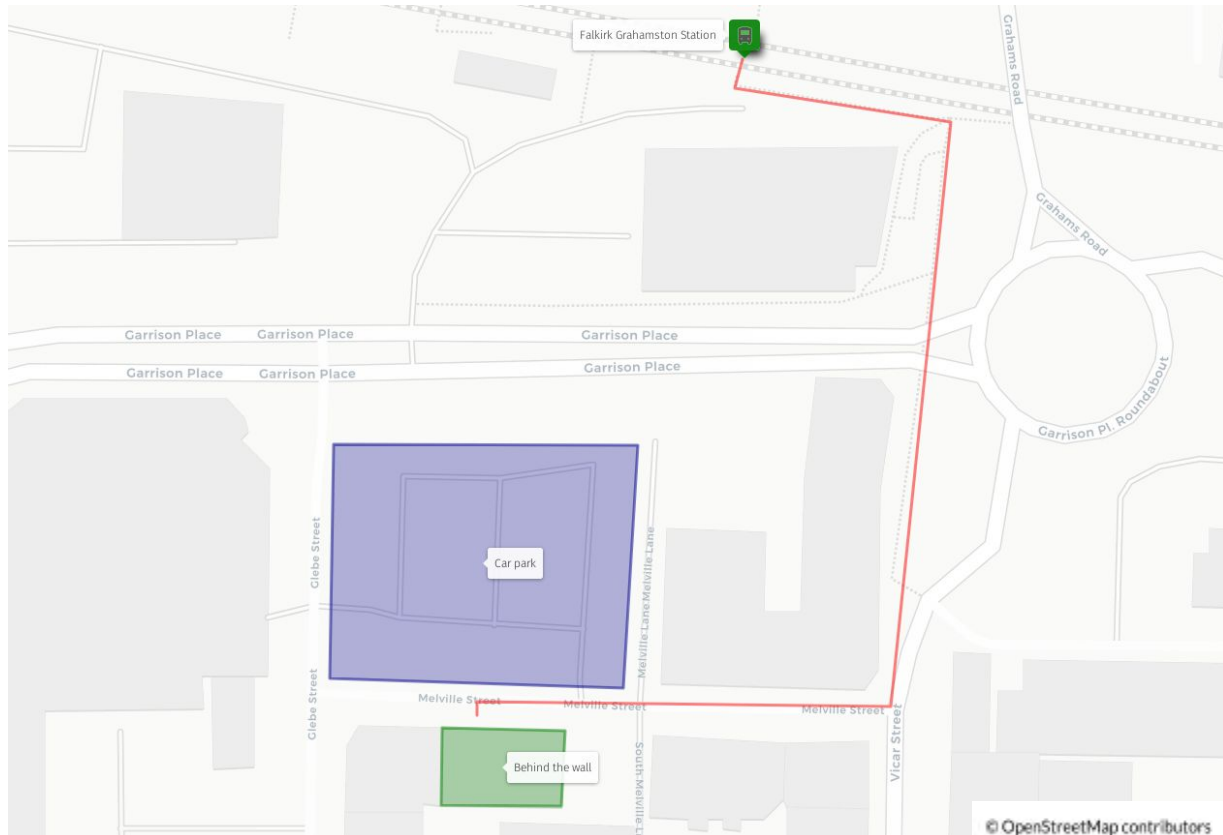 Falkirk Grahamston Station
Grahams Road
Grahams Road
Garrison Place
Garrison Place
Garrison Place
Garrison Place
Garrison Place
Garrison Place
Garrison Pl. Roundabout
Glebe Street
Car park
Melville Lane
Melville Lane
Glebe Street
Melville Street
Melville Street
Melville Street
Vicar Street
South Melville L
Behind the wall
© OpenStreetMap contributors